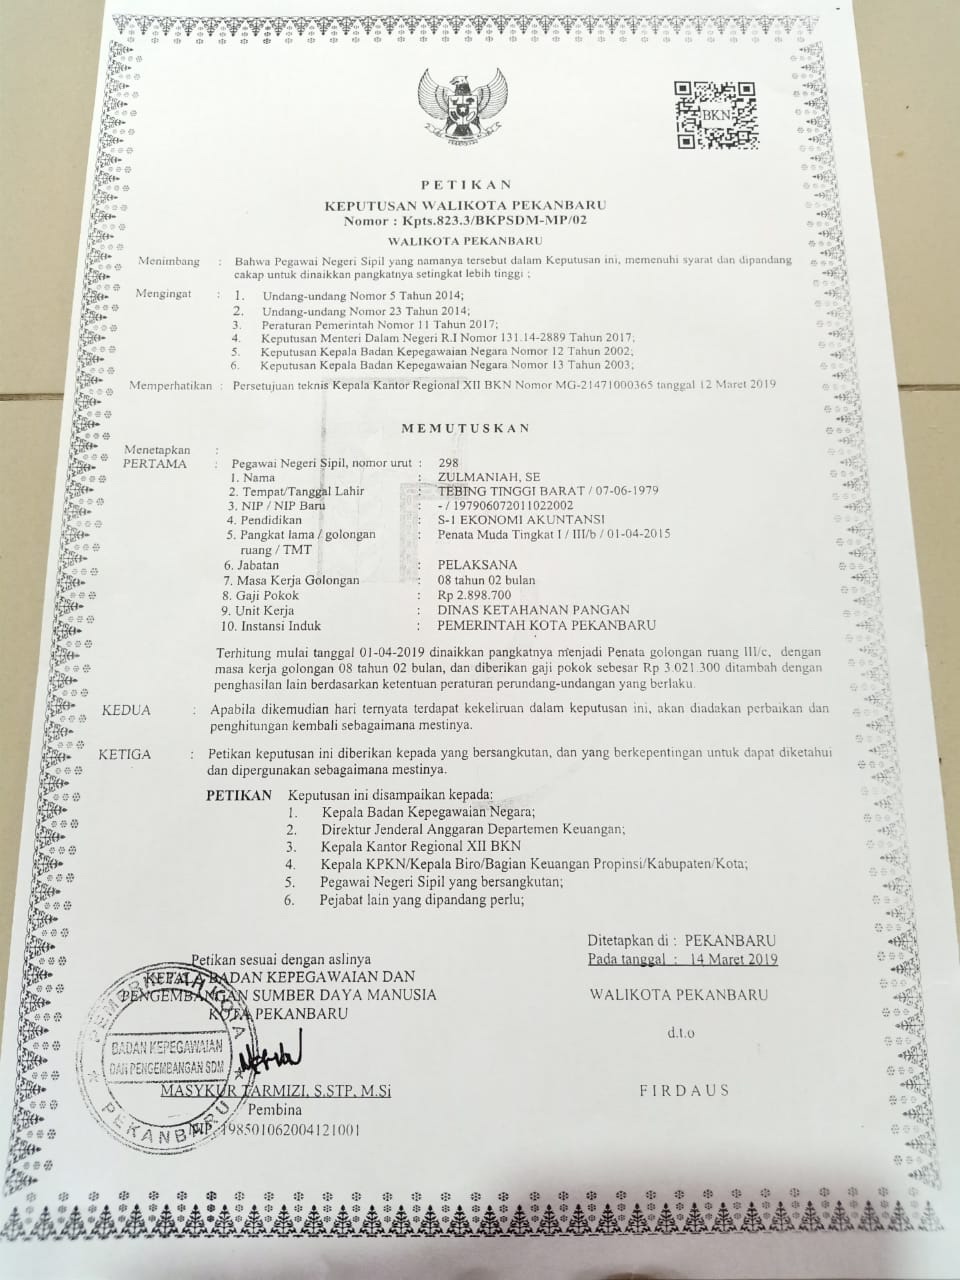 BKN
PETIKAN
KEPUTUSAN WALIKOTA PEKANBARU
Nomor : Kpts.823.3/BKPSDM-MP/02
WALIKOTA PEKANBARU
Menimbang : Bahwa Pegawai Negeri Sipil yang namanya tersebut dalam Keputusan ini, memenuhi syarat dan dipandang
cakap untuk dinaikkan pangkatnya setingkat lebih tinggi ;
Mengingat : 1. Undang-undang Nomor 5 Tahun 2014;
2. Undang-undang Nomor 23 Tahun 2014;
3. Peraturan Pemerintah Nomor 11 Tahun 2017;
4. Keputusan Menteri Dalam Negeri R.I Nomor 131.14-2889 Tahun 2017;
5. Keputusan Kepala Badan Kepegawaian Negara Nomor 12 Tahun 2002;
6. Keputusan Kepala Badan Kepegawaian Negara Nomor 13 Tahun 2003;
Memperhatikan : Persetujuan teknis Kepala Kantor Regional XII BKN Nomor MG-21471000365 tanggal 12 Maret 2019
MEMUTUSKAN
Menetapkan :
PERTAMA : Pegawai Negeri Sipil, nomor urut : 298
1. Nama : ZULMANIAH, SE
2. Tempat/Tanggal Lahir : TEBING TINGGI BARAT / 07-06-1979
3. NIP / NIP Baru : - / 197906072011022002
4. Pendidikan : S-1 EKONOMI AKUNTANSI
5. Pangkat lama / golongan : Penata Muda Tingkat I / III/b / 01-04-2015
ruang / TMT
6. Jabatan : PELAKSANA
7. Masa Kerja Golongan : 08 tahun 02 bulan
8. Gaji Pokok : Rp 2.898.700
9. Unit Kerja : DINAS KETAHANAN PANGAN
10. Instansi Induk : PEMERINTAH KOTA PEKANBARU
Terhitung mulai tanggal 01-04-2019 dinaikkan pangkatnya menjadi Penata golongan ruang III/c, dengan
masa kerja golongan 08 tahun 02 bulan, dan diberikan gaji pokok sebesar Rp 3.021.300 ditambah dengan
penghasilan lain berdasarkan ketentuan peraturan perundang-undangan yang berlaku.
KEDUA : Apabila dikemudian hari ternyata terdapat kekeliruan dalam keputusan ini, akan diadakan perbaikan dan
penghitungan kembali sebagaimana mestinya.
KETIGA : Petikan keputusan ini diberikan kepada yang bersangkutan, dan yang berkepentingan untuk dapat diketahui
dan dipergunakan sebagaimana mestinya.
PETIKAN Keputusan ini disampaikan kepada:
1. Kepala Badan Kepegawaian Negara;
2. Direktur Jenderal Anggaran Departemen Keuangan;
3. Kepala Kantor Regional XII BKN
4. Kepala KPKN/Kepala Biro/Bagian Keuangan Propinsi/Kabupaten/Kota;
5. Pegawai Negeri Sipil yang bersangkutan;
6. Pejabat lain yang dipandang perlu;
Ditetapkan di : PEKANBARU
Pada tanggal : 14 Maret 2019
WALIKOTA PEKANBARU
d.t.o
FIRDAUS
Petikan sesuai dengan aslinya
KEPALA BADAN KEPEGAWAIAN DAN
PENGEMBANGAN SUMBER DAYA MANUSIA
KOTA PEKANBARU
MASYKUR TARMIZI, S.STP, M.Si
Pembina
NIP. 198501062004121001
PEMERINTAH KOTA
BADAN KEPEGAWAIAN
DAN PENGEMBANGAN SDM
PEKANBARU